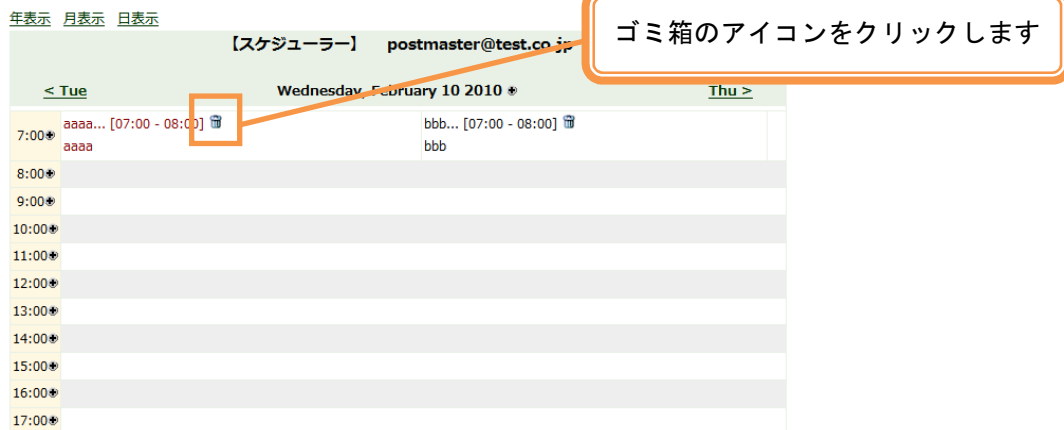 年表示 月表示 日表示
ゴミ箱のアイコンをクリックします
【スケジューラー】 postmaster@test.co.jp
< Tue Wednesday, February 10 2010 Thu >
7:00 aaaa... [07:00 - 08:00] bbb... [07:00 - 08:00]
aaaa bbb
8:00
9:00
10:00
11:00
12:00
13:00
14:00
15:00
16:00
17:00